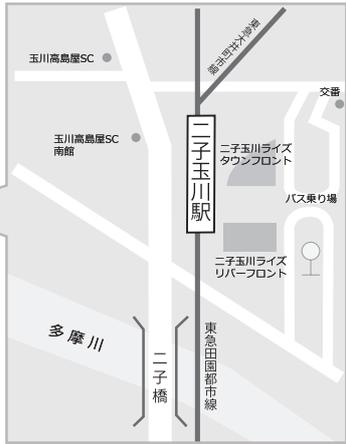 東急大井町市線
玉川高島屋SC
交番
玉川高島屋SC
南館
二子玉川駅
二子玉川ライズ
タウンフロント
バス乗り場
二子玉川ライズ
リバーフロント
多摩川
二子橋
東急田園都市線